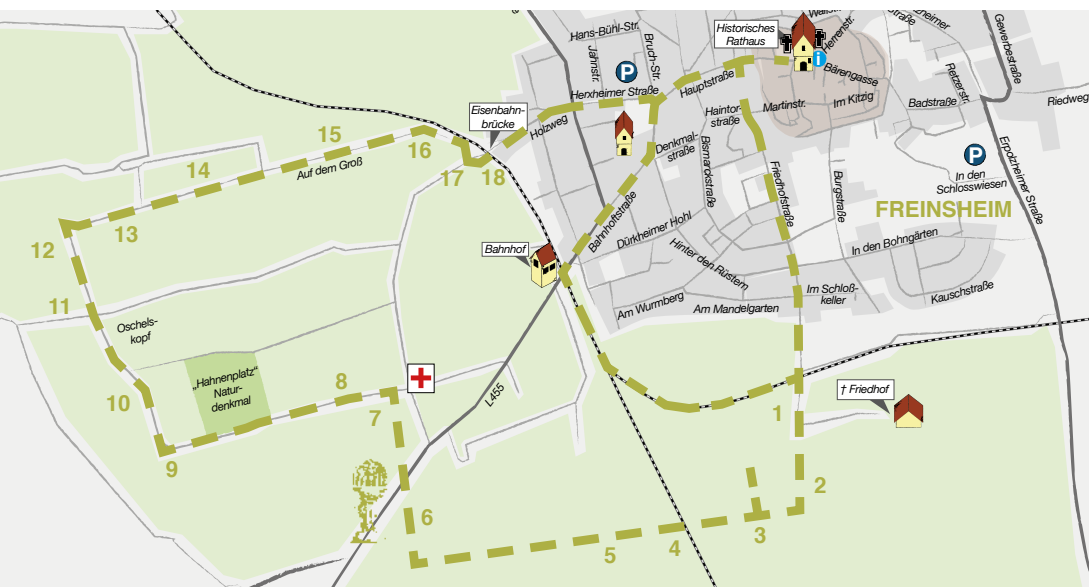 Hans-Bühl-Str.
Jahnstr.
Bruch-Str.
Historisches
Rathaus
Herrenstr.
Gewerbestraße
Retzerstr.
P
i
Bärengasse
Hauptstraße
Herxheimer Straße
Martinstr.
Im Kitzig
Badstraße
Riedweg
Haintor-
straße
Eisenbahn-
brücke
Holzweg
Denkmal-
straße
Bismarckstraße
Friedhofstraße
Burgstraße
P
In den
Schlosswiesen
Erpolzheimer Straße
FREINSHEIM
15
14
Auf dem Groß
16
17
18
13
12
Bahnhof
Bahnhofstraße
Dürkheimer Hohl
Hinter den Rüstern
In den Bohngärten
Im Schloß-
keller
Kauschstraße
Am Wurmberg
Am Mandelgarten
11
Oschels-
kopf
„Hahnenplatz“
Natur-
denkmal
10
8
7
9
L455
† Friedhof
1
2
3
4
5
6